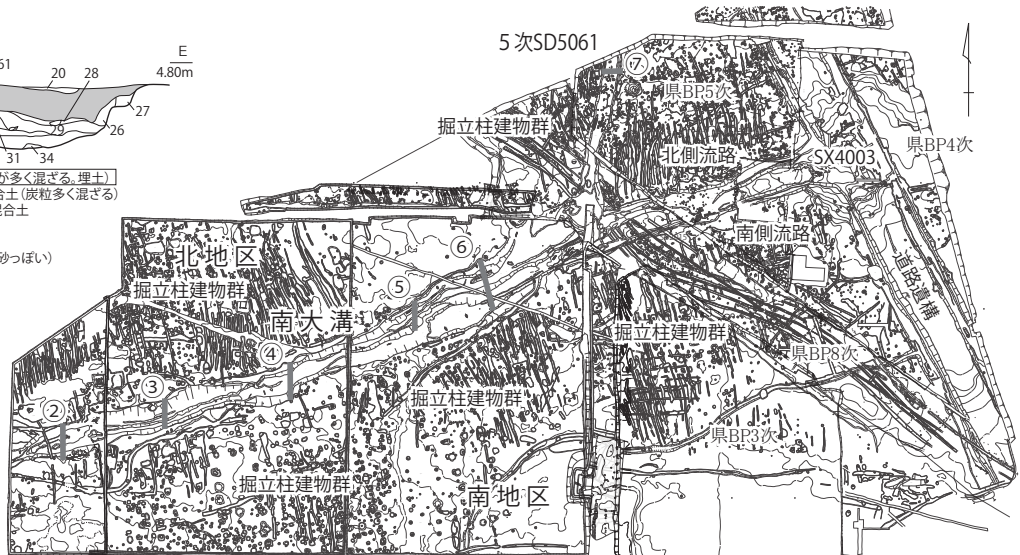 61
20
28
E
4.80m
27
29
26
31
34
が多く混ざる。埋土)
合土(炭粒多く混ざる)
混合土
砂っぽい)
5次SD5061
⑦
県BP5次
掘立柱建物群
北側流路
SX4003
県BP4次
南側流路
道路遺構
北地区
掘立柱建物群
⑥
⑤
南大溝
④
③
②
掘立柱建物群
県BP8次
掘立柱建物群
県BP3次
掘立柱建物群
南地区